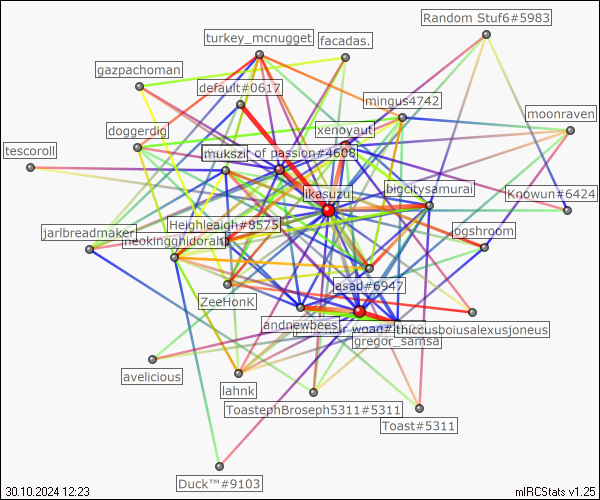 Random Stuf6#5983
turkey_mcnugget
facadas.
gazpachoman
default#0617
mingus4742
moonraven
doggerdig
xenoyaut
tescoroll
mukszi
of passion#4608
ikasuzu
bigcitysamurai
Knowun#6424
jarlbreadmaker
Heighleaigh#8575
neokingghidorah
ogshroom
asad#6947
ZeeHonK
andnewbees
thiccusboiusalexusjoneus
gregor_samsa
avelicious
lahnk
ToastephBroseph5311#5311
Toast#5311
Duck™#9103
30.10.2024 12:23
mIRCStats v1.25